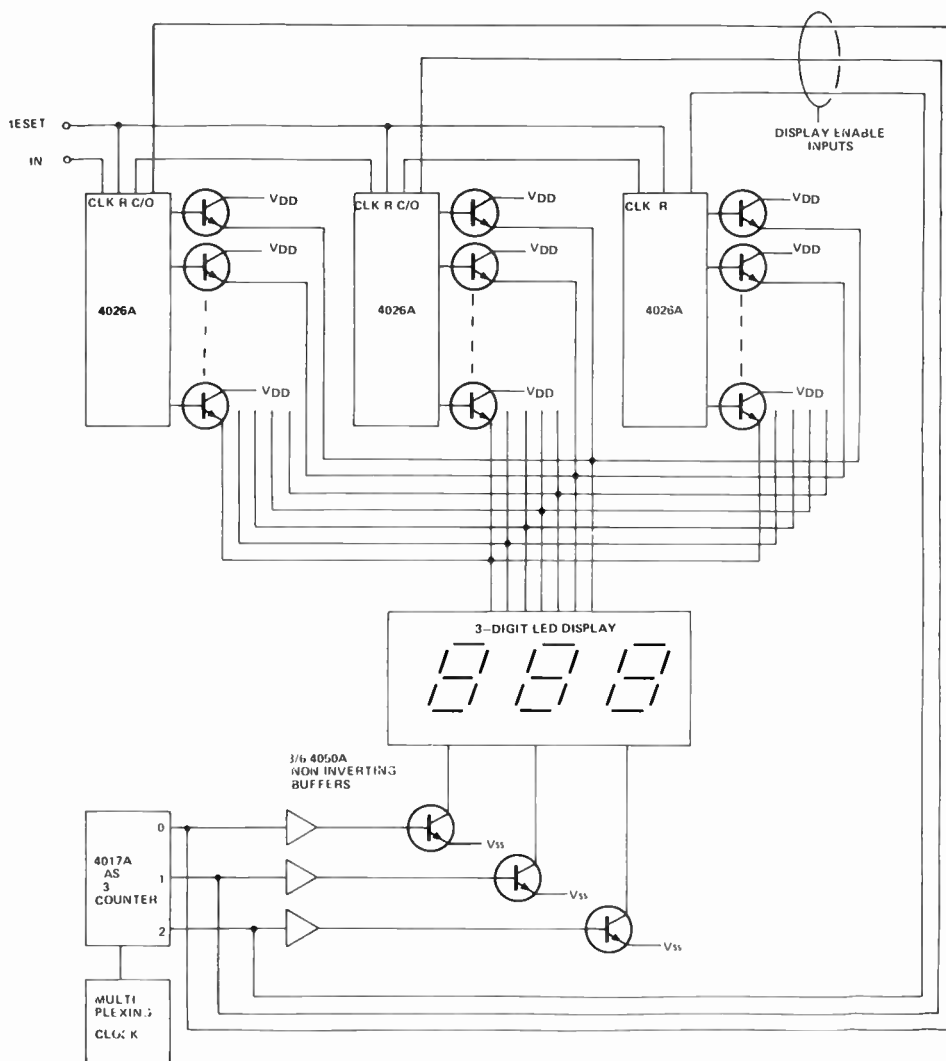 1ESET
IN
DISPLAY ENABLE
INPUTS
CLK R C/O
VDD
VDD
4026A
VDD
CLK R C/O
VDD
VDD
4026A
VDD
CLK R
VDD
VDD
4026A
VDD
3-DIGIT LED DISPLAY
3/6 4050A
NON INVERTING
BUFFERS
4017A
AS
3
COUNTER
0
1
2
Vss
Vss
Vss
MULTI
PLEXING
CLOCK